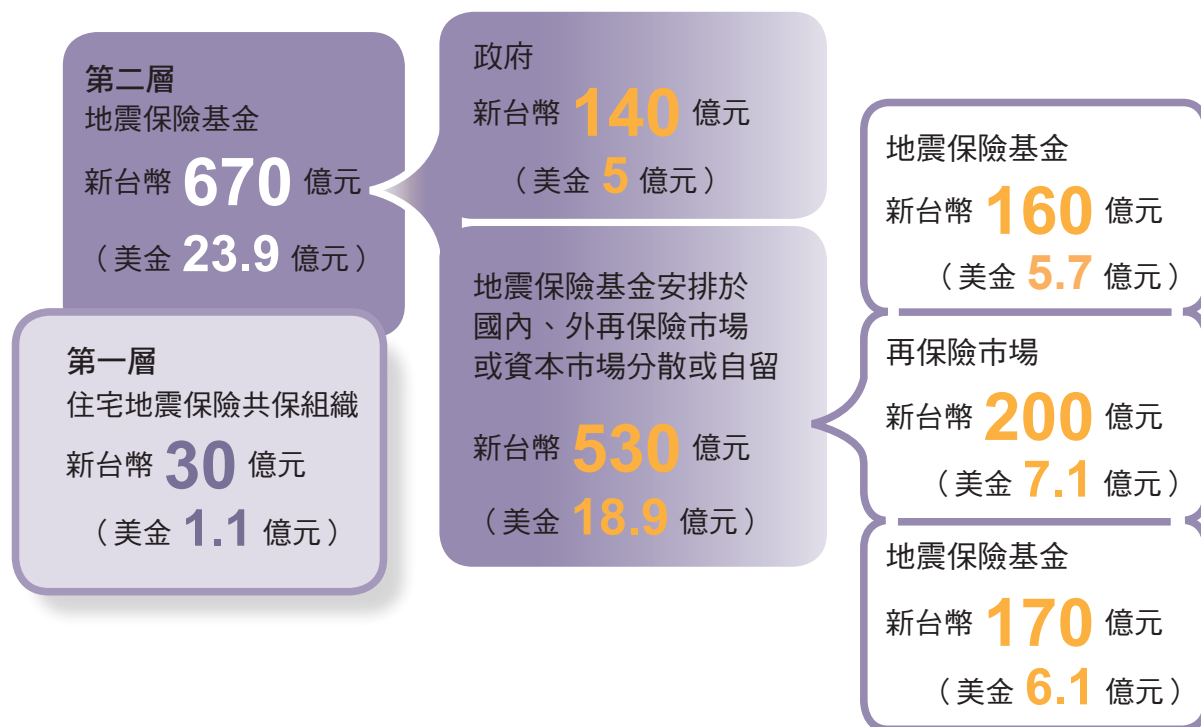 第二層
地震保險基金
新台幣 670 億元
（美金 23.9 億元）
第一層
住宅地震保險共保組織
新台幣 30 億元
（美金 1.1 億元）
政府
新台幣 140 億元
（美金 5 億元）
地震保險基金安排於
國內、外再保險市場
或資本市場分散或自留
新台幣 530 億元
（美金 18.9 億元）
地震保險基金
新台幣 160 億元
（美金 5.7 億元）
再保險市場
新台幣 200 億元
（美金 7.1 億元）
地震保險基金
新台幣 170 億元
（美金 6.1 億元）